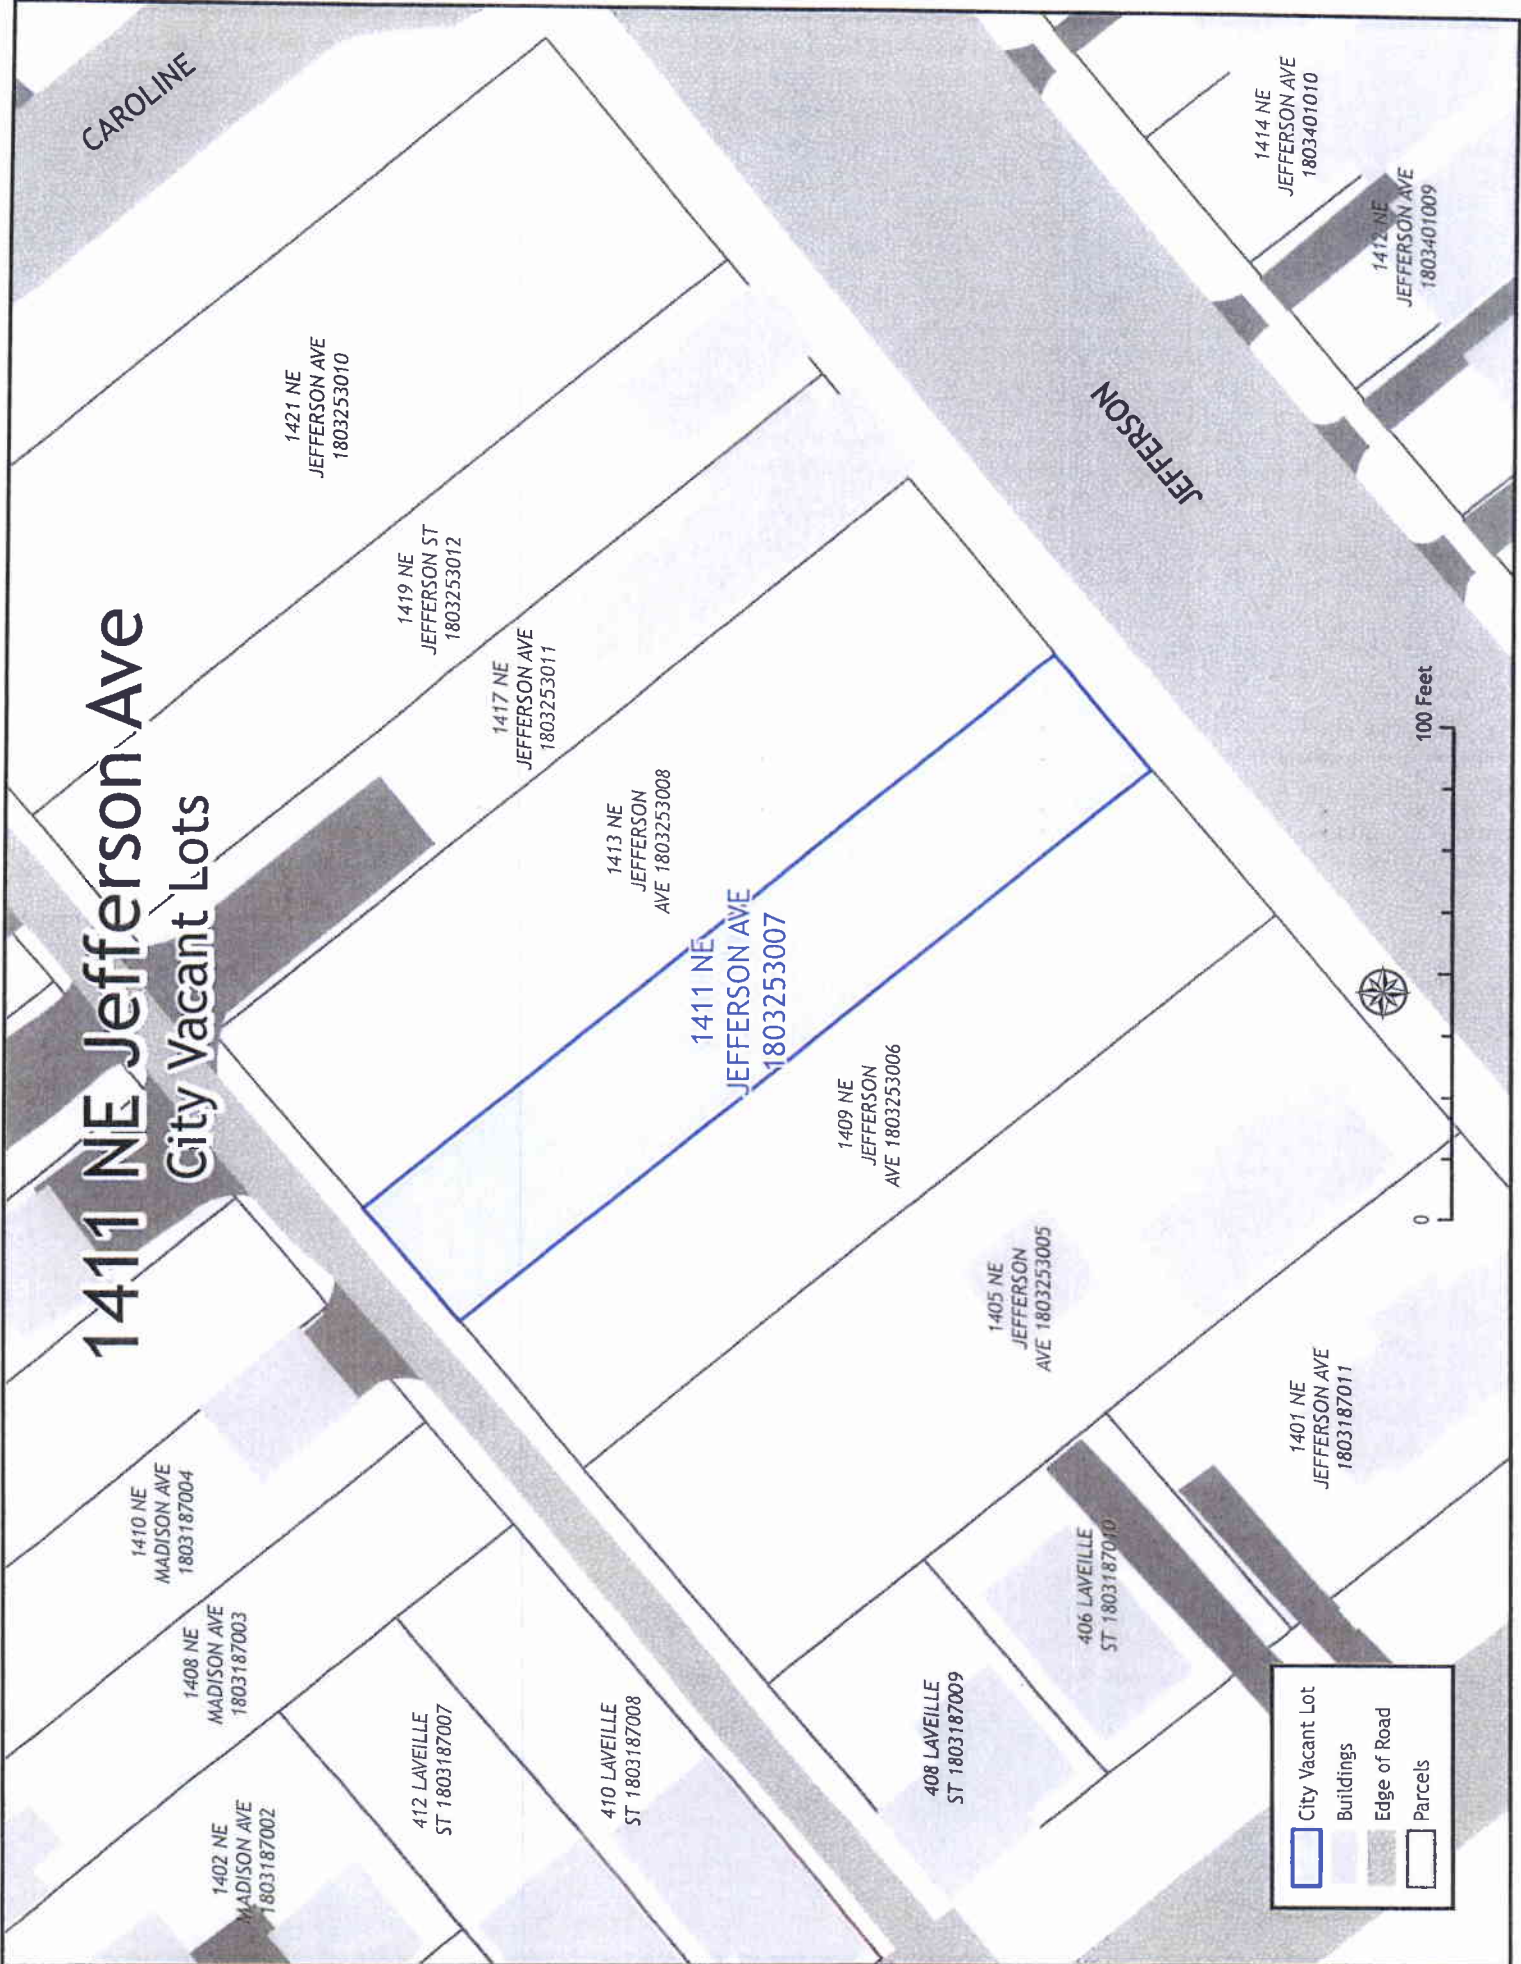 1411 NE Jefferson Ave
City Vacant Lots
CAROLINE
1421 NE
JEFFERSON AVE
1803253010
1419 NE
JEFFERSON ST
1803253012
1417 NE
JEFFERSON AVE
1803253011
1413 NE
JEFFERSON
AVE 1803253008
1411 NE
JEFFERSON AVE
1803253007
1409 NE
JEFFERSON
AVE 1803253006
1405 NE
JEFFERSON
AVE 1803253005
1401 NE
JEFFERSON AVE
1803187011
1410 NE
MADISON AVE
1803187004
1408 NE
MADISON AVE
1803187003
1402 NE
MADISON AVE
1803187002
412 LAVEILLE
ST 1803187007
410 LAVEILLE
ST 1803187008
408 LAVEILLE
ST 1803187009
406 LAVEILLE
ST 1803187010
JEFFERSON
1414 NE
JEFFERSON AVE
1803401010
1412 NE
JEFFERSON AVE
1803401009
0
100 Feet
City Vacant Lot
Buildings
Edge of Road
Parcels